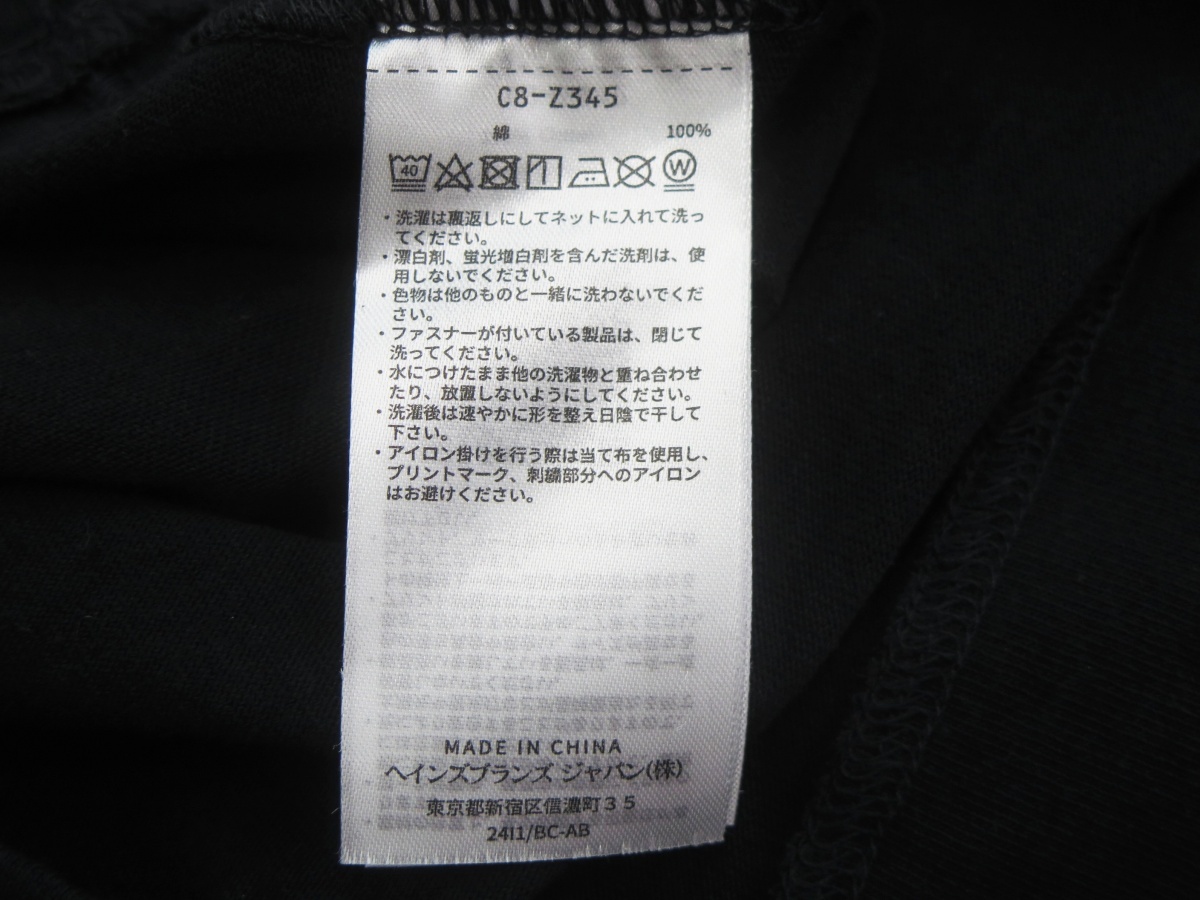 C8-Z345
綿 100%
40 W
・洗濯は裏返しにしてネットに入れて洗っ
てください。
・漂白剤、蛍光増白剤を含んだ洗剤は、使
用しないでください。
・色物は他のものと一緒に洗わないでくだ
さい。
・ファスナーが付いている製品は、閉じて
洗ってください。
・水につけたまま他の洗濯物と重ね合わせ
たり、放置しないようにしてください。
・洗濯後は速やかに形を整え日陰で干して
下さい。
・アイロン掛けを行う際は当て布を使用し、
プリントマーク、刺繍部分へのアイロン
はお避けください。
MADE IN CHINA
ヘインズブランズ ジャパン(株)
東京都新宿区信濃町３５
24I1/BC-AB